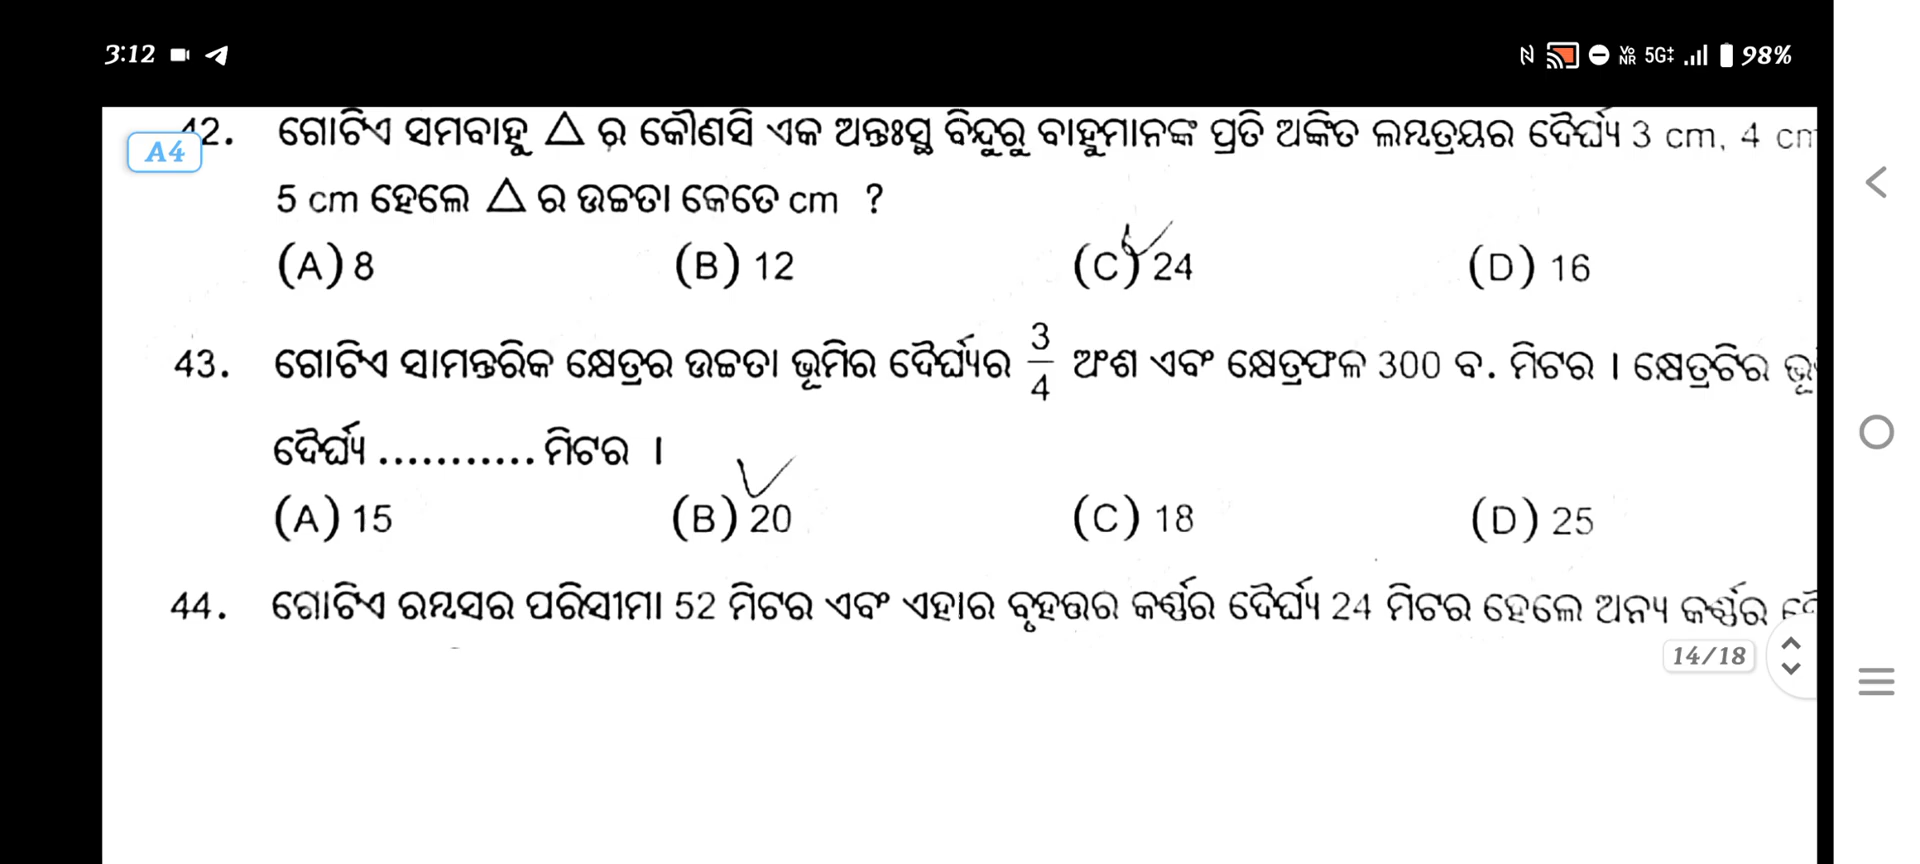 3:12 Vo NR 5G 98%
A4
42. ଗୋଟିଏ ସମବାହୁ △ ର କୌଣସି ଏକ ଅନ୍ତଃସ୍ଥ ବିନ୍ଦୁରୁ ବାହୁମାନଙ୍କ ପ୍ରତି ଅଙ୍କିତ ଲମ୍ବତ୍ରୟର ଦୈର୍ଘ୍ୟ 3 cm, 4 cm
5 cm ହେଲେ △ ର ଉଚ୍ଚତା କେତେ cm ?
(A) 8 (B) 12 (C) 24 (D) 16
43. ଗୋଟିଏ ସାମନ୍ତରିକ କ୍ଷେତ୍ରର ଉଚ୍ଚତା ଭୂମିର ଦୈର୍ଘ୍ୟର 3/4 ଅଂଶ ଏବଂ କ୍ଷେତ୍ରଫଳ 300 ବ. ମିଟର । କ୍ଷେତ୍ରଟିର
ଦୈର୍ଘ୍ୟ ............ ମିଟର ।
(A) 15 (B) 20 (C) 18 (D) 25
44. ଗୋଟିଏ ରମ୍ବସର ପରିସୀମା 52 ମିଟର ଏବଂ ଏହାର ବୃହତ୍ତର କର୍ଣ୍ଣର ଦୈର୍ଘ୍ୟ 24 ମିଟର ହେଲେ ଅନ୍ୟ କର୍ଣ୍ଣର
14/18